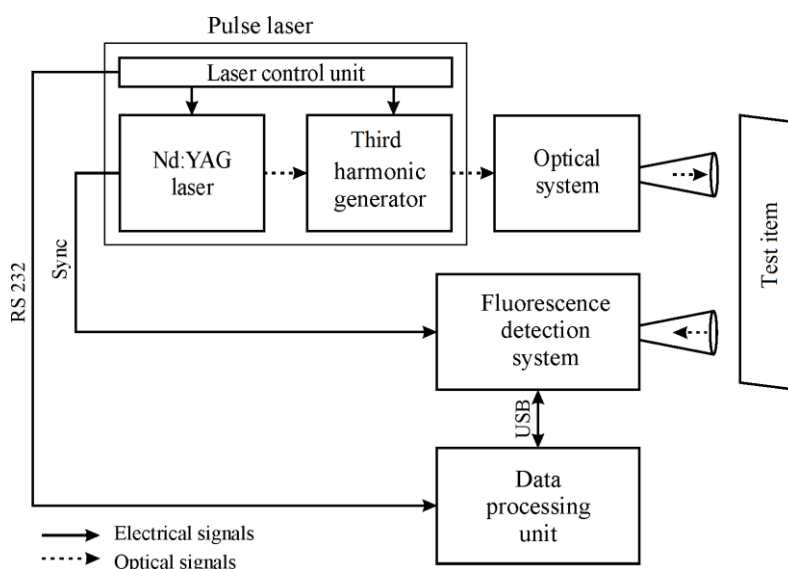 Pulse laser
Laser control unit
Nd:YAG
laser
Third
harmonic
generator
Optical
system
Test item
Sync
RS 232
Fluorescence
detection
system
USB
Data
processing
unit
Electrical signals
Optical signals